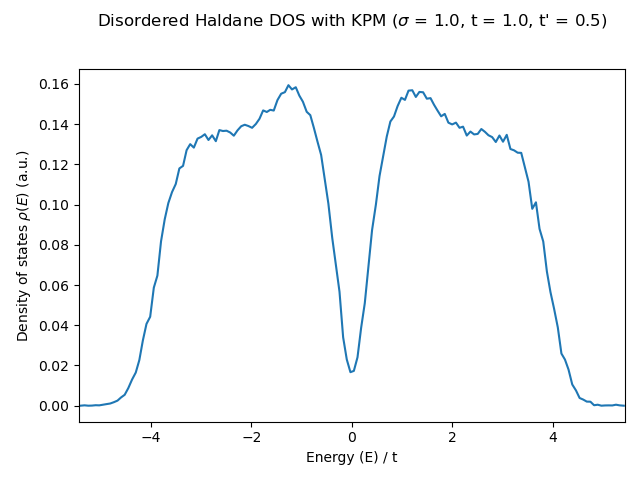 Disordered Haldane DOS with KPM (σ = 1.0, t = 1.0, t' = 0.5)
Density of states ρ(E) (a.u.)
0.16
0.14
0.12
0.10
0.08
0.06
0.04
0.02
0.00
−4 −2 0 2 4
Energy (E) / t